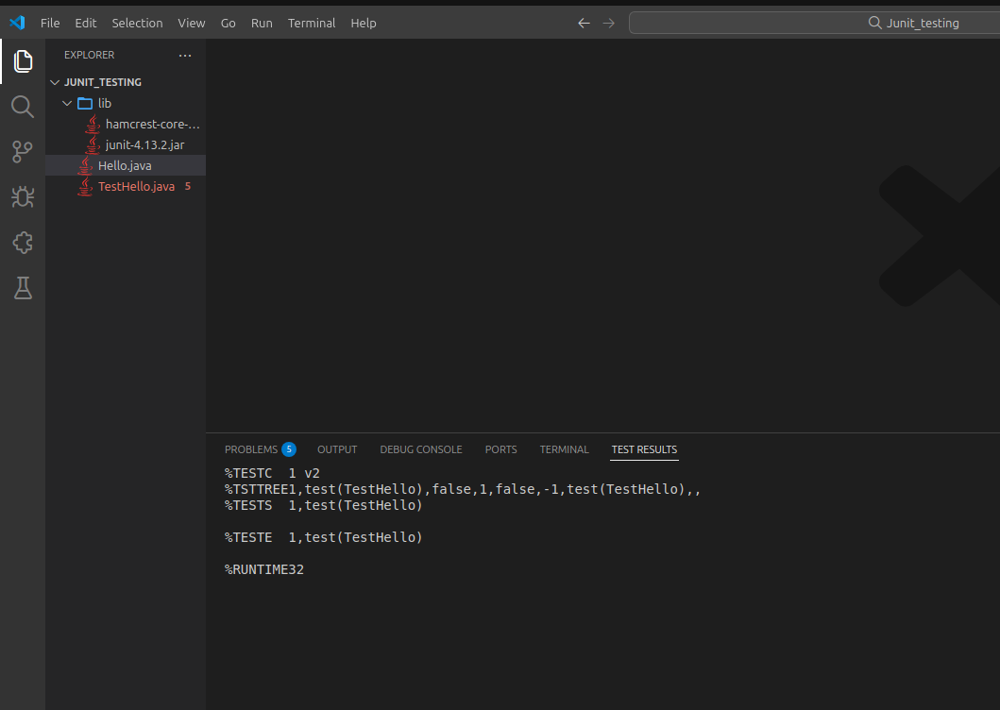 File Edit Selection View Go Run Terminal Help
Junit_testing
EXPLORER
JUNIT_TESTING
lib
hamcrest-core-...
junit-4.13.2.jar
Hello.java
TestHello.java 5
PROBLEMS 5 OUTPUT DEBUG CONSOLE PORTS TERMINAL TEST RESULTS
%TESTC  1 v2
%TSTTREE1,test(TestHello),false,1,false,-1,test(TestHello),,
%TESTS  1,test(TestHello)
%TESTE  1,test(TestHello)
%RUNTIME32